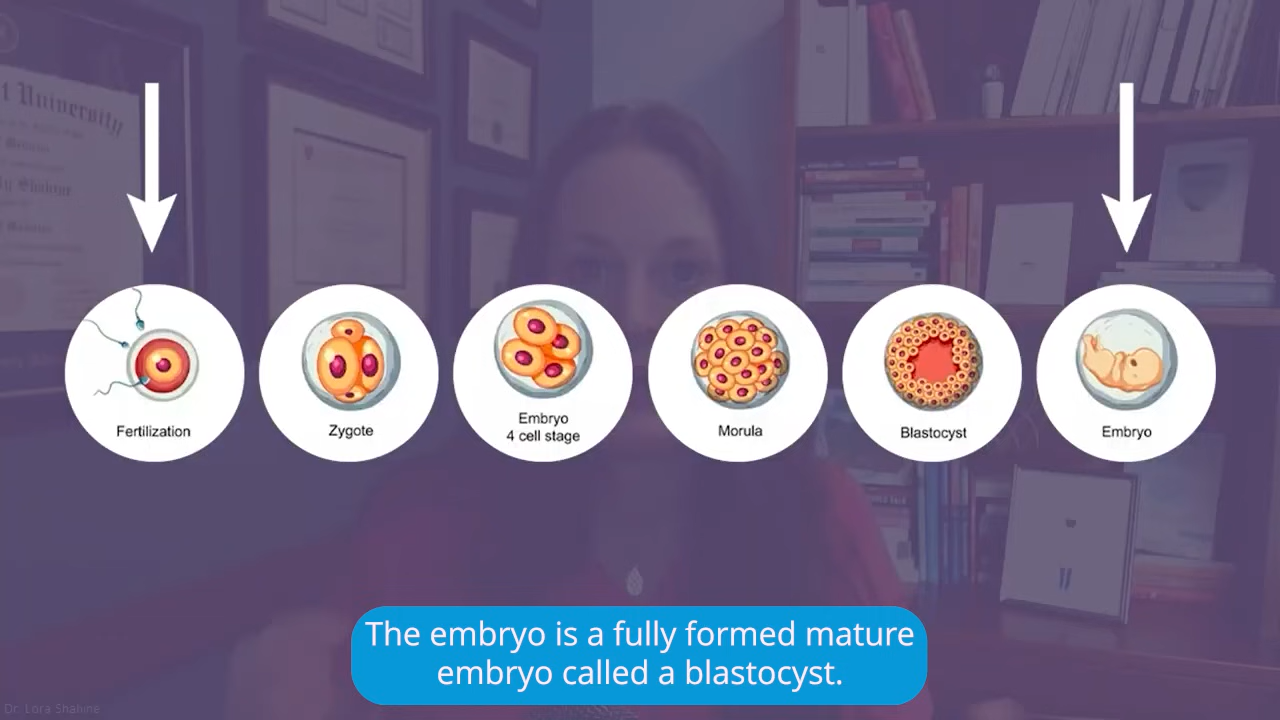 t University
Fertilization
Zygote
Embryo
4 cell stage
Morula
Blastocyst
Embryo
The embryo is a fully formed mature
embryo called a blastocyst.
Dr. Lora Shahine